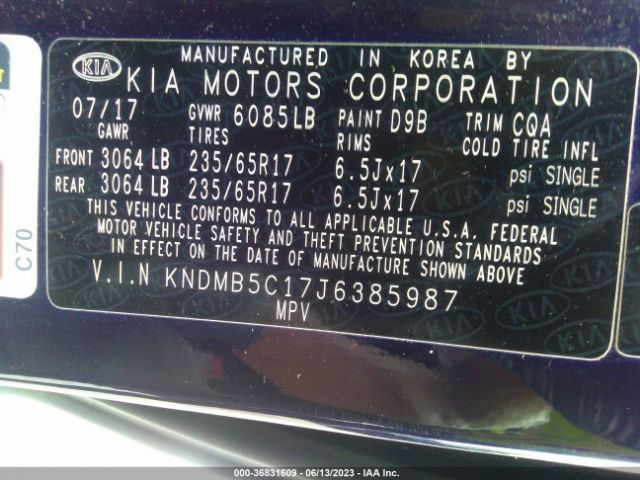 MANUFACTURED IN KOREA BY
KIA KIA MOTORS CORPORATION
07/17 GVWR 6085LB PAINT D9B TRIM CQA
GAWR TIRES RIMS COLD TIRE INFL
FRONT 3064 LB 235/65R17 6.5Jx17 psi SINGLE
REAR 3064 LB 235/65R17 6.5Jx17 psi SINGLE
THIS VEHICLE CONFORMS TO ALL APPLICABLE U.S.A. FEDERAL
MOTOR VEHICLE SAFETY AND THEFT PREVENTION STANDARDS
IN EFFECT ON THE DATE OF MANUFACTURE SHOWN ABOVE
V.I.N KNDMB5C17J6385987
MPV
C70
000-36831609 - 06/13/2023 - IAA Inc.